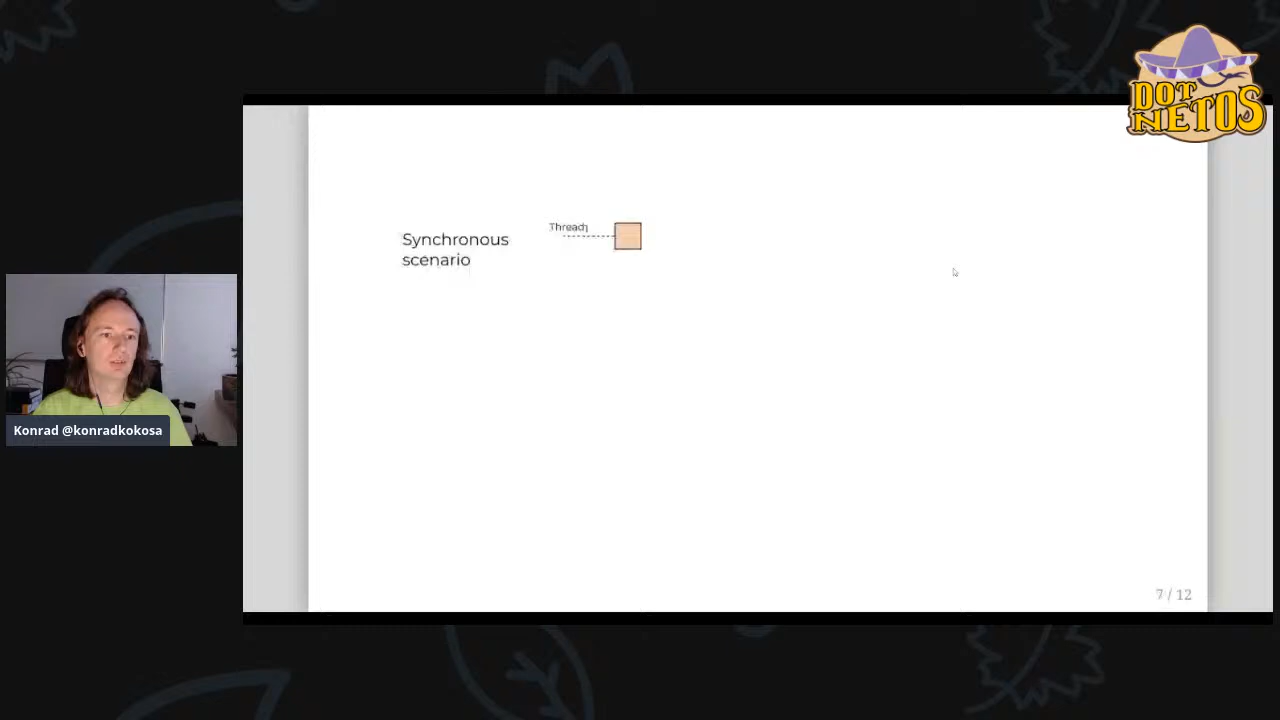 DOT
NETOS
Synchronous
scenario
Thread
Konrad @konradkokosa
7 / 12